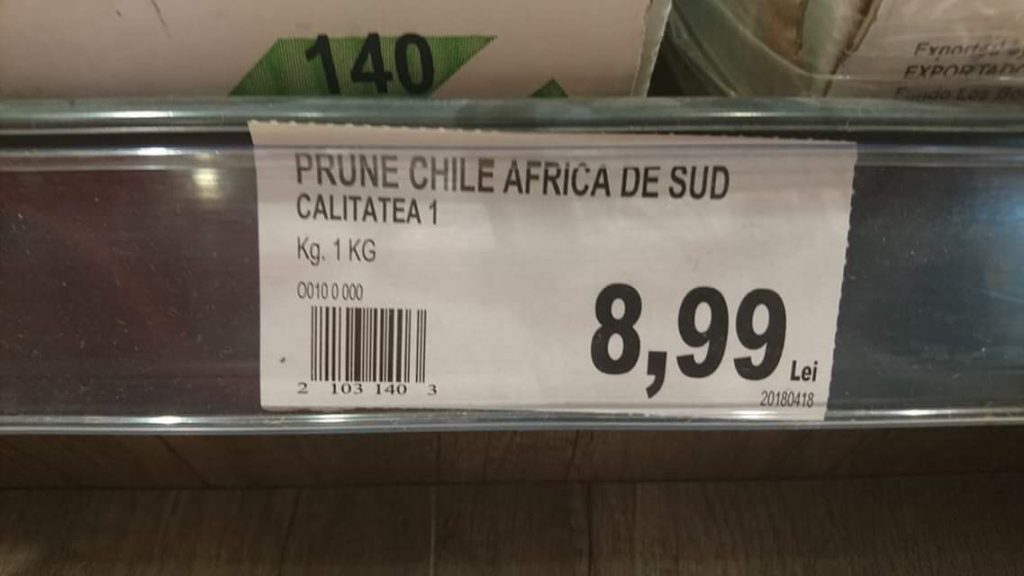 140
EXPORTADO
PRUNE CHILE AFRICA DE SUD
CALITATEA 1
Kg. 1 KG
O010 0 000
2 103 140 3
8,99 Lei
20180418